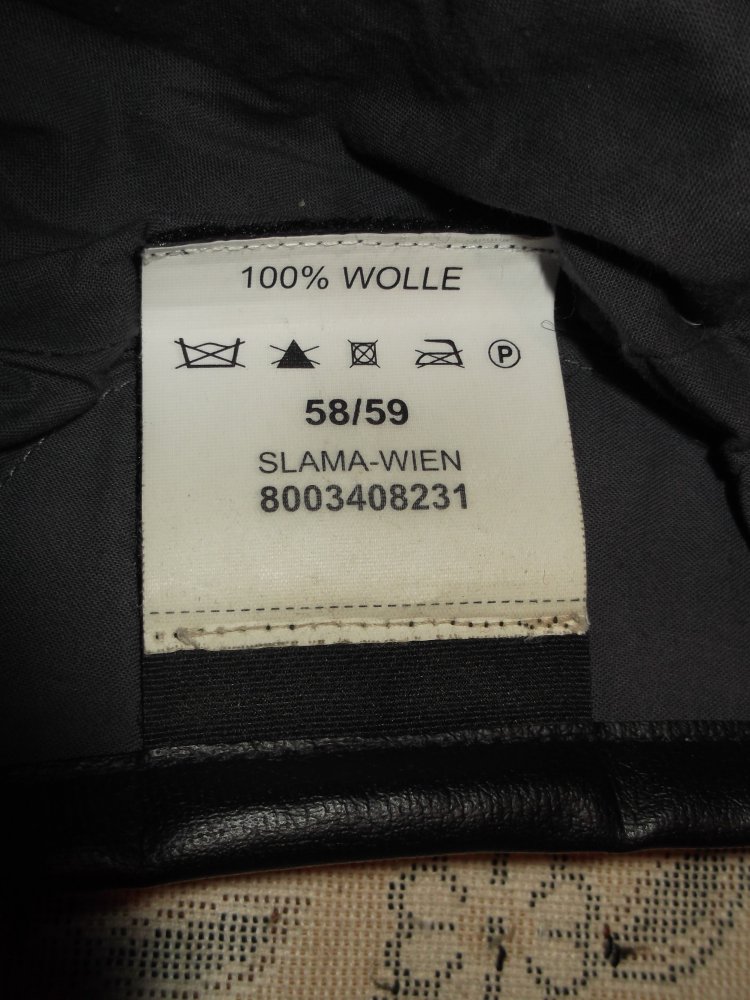 100% WOLLE
P
58/59
SLAMA-WIEN
8003408231